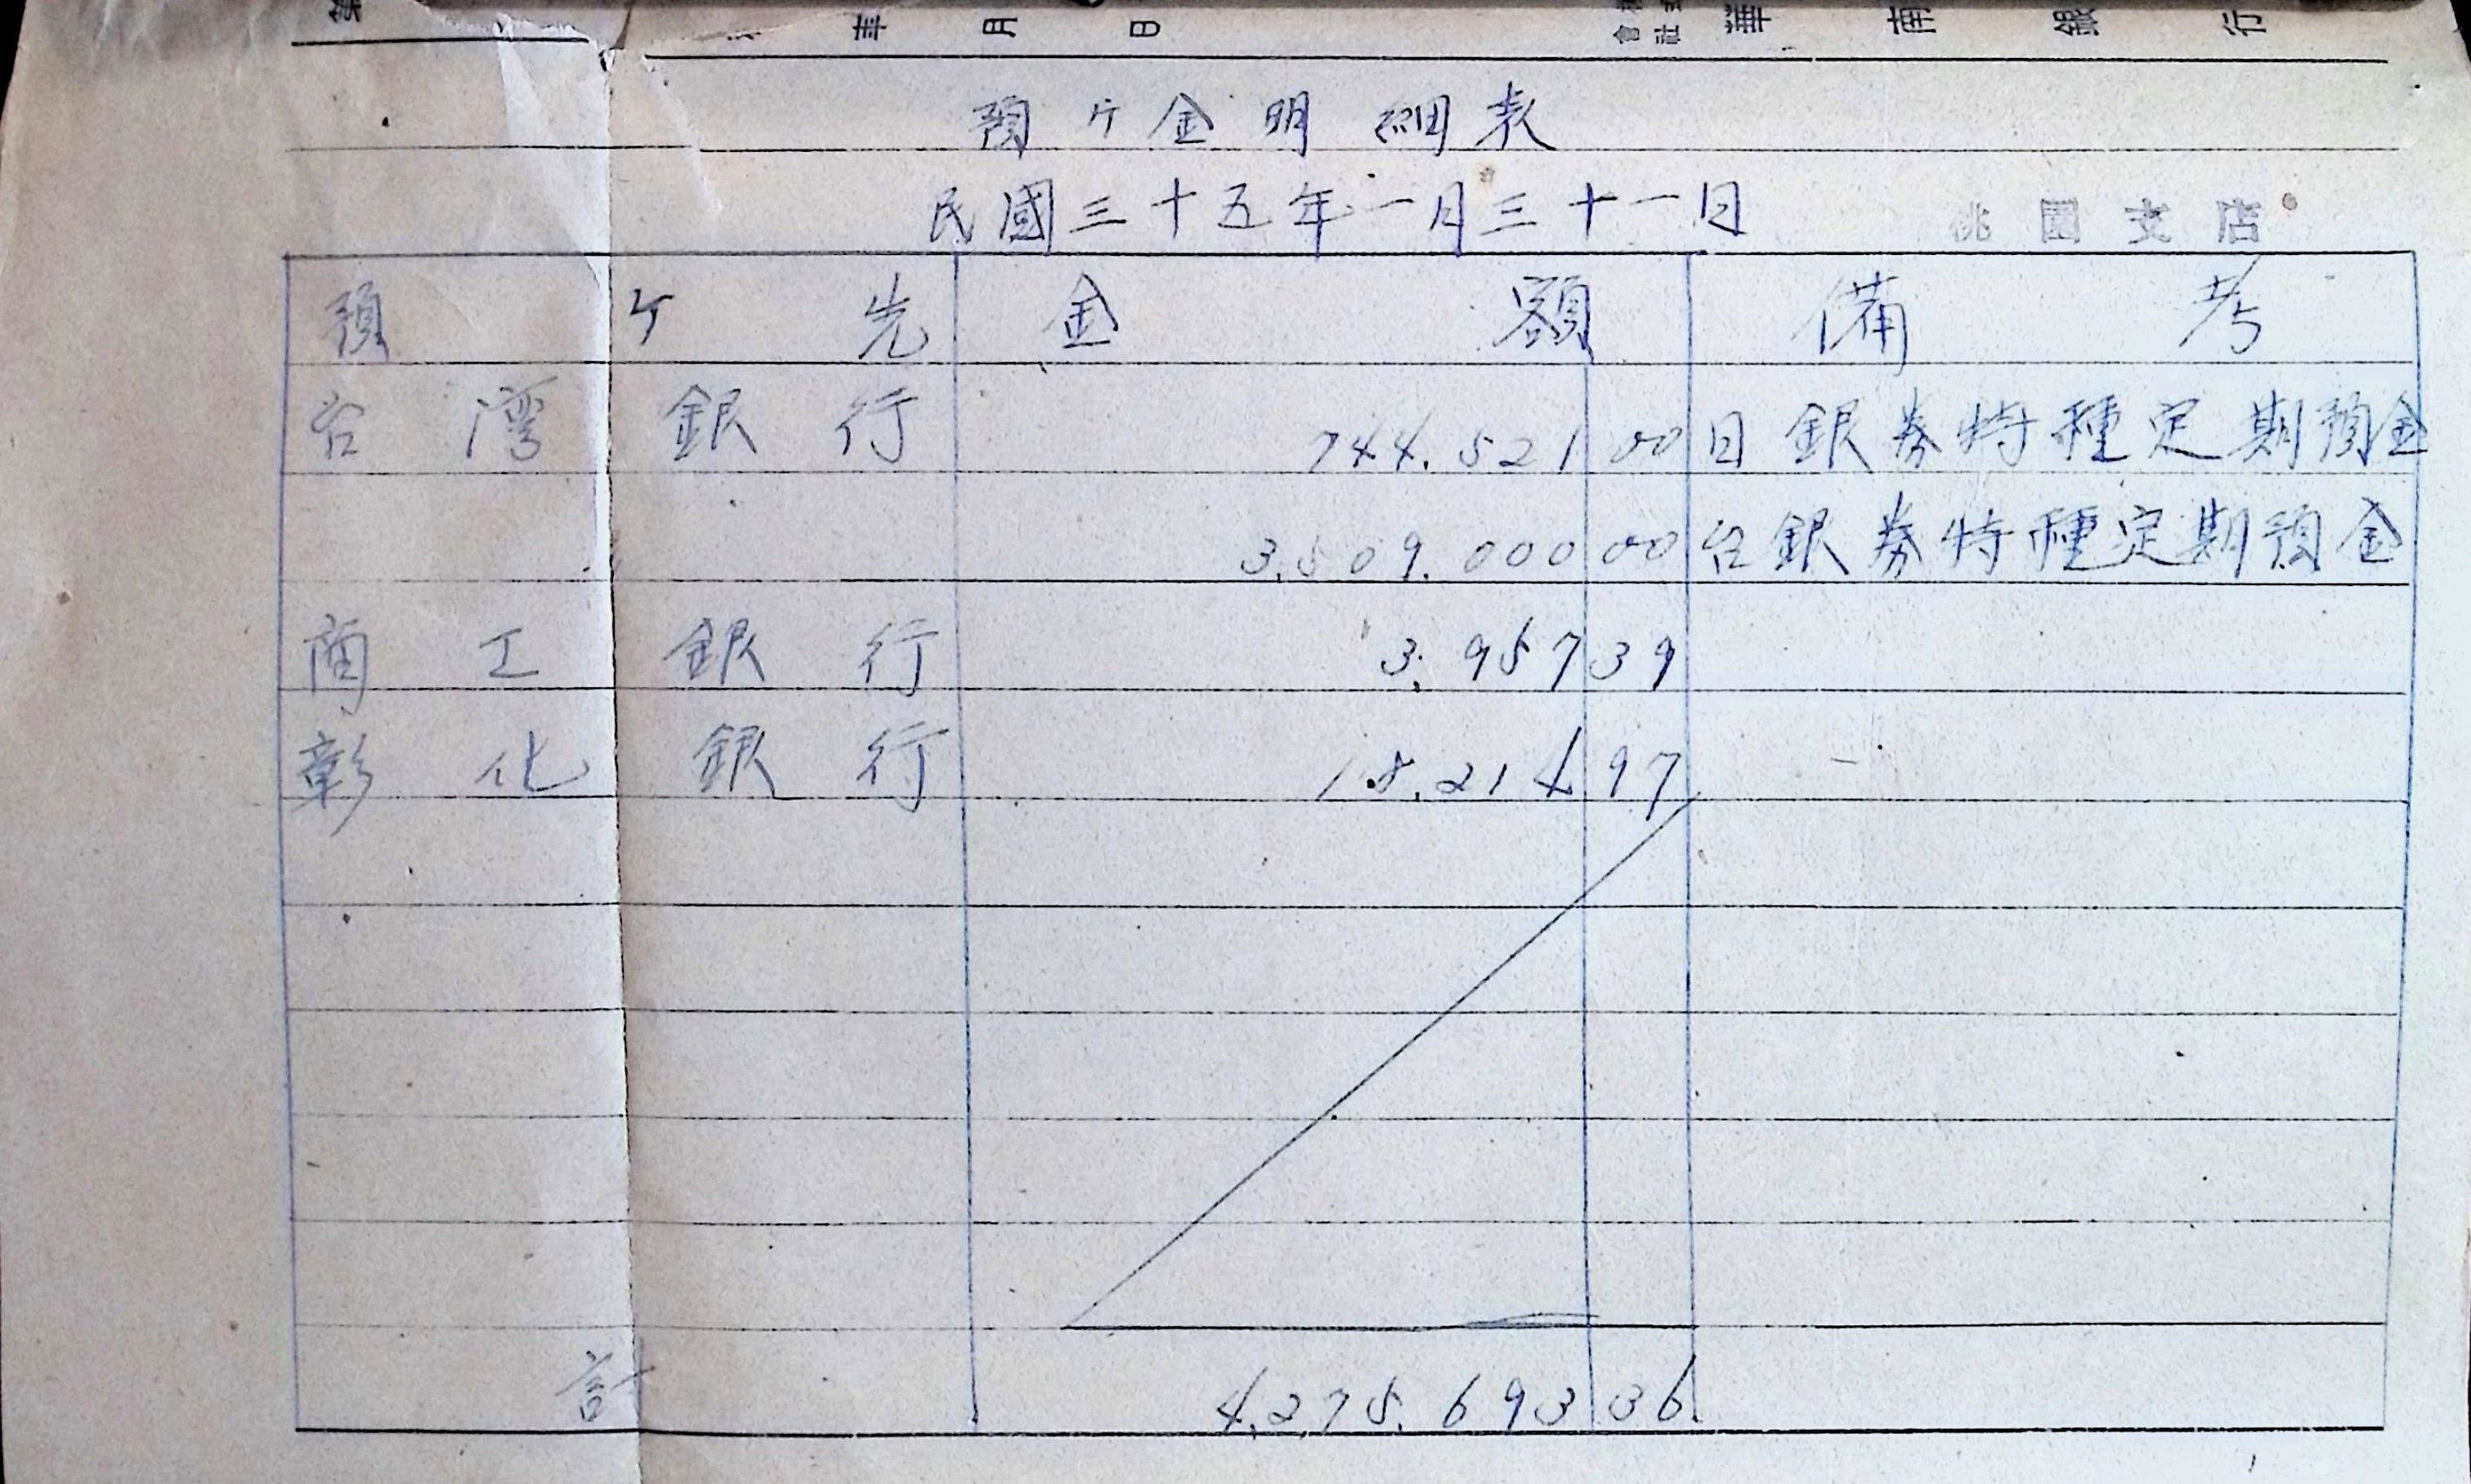 年 月 日 會社 華 南 銀 行
預ケ金明細表
民國三十五年一月三十一日 桃園支店
預ケ先 金額 備考
台湾銀行 744.521 00 日銀券特種定期預金
3.509.000 00 台銀券特種定期預金
商工銀行 3.957 39
彰化銀行 18.214 97
計 4.275.693 36